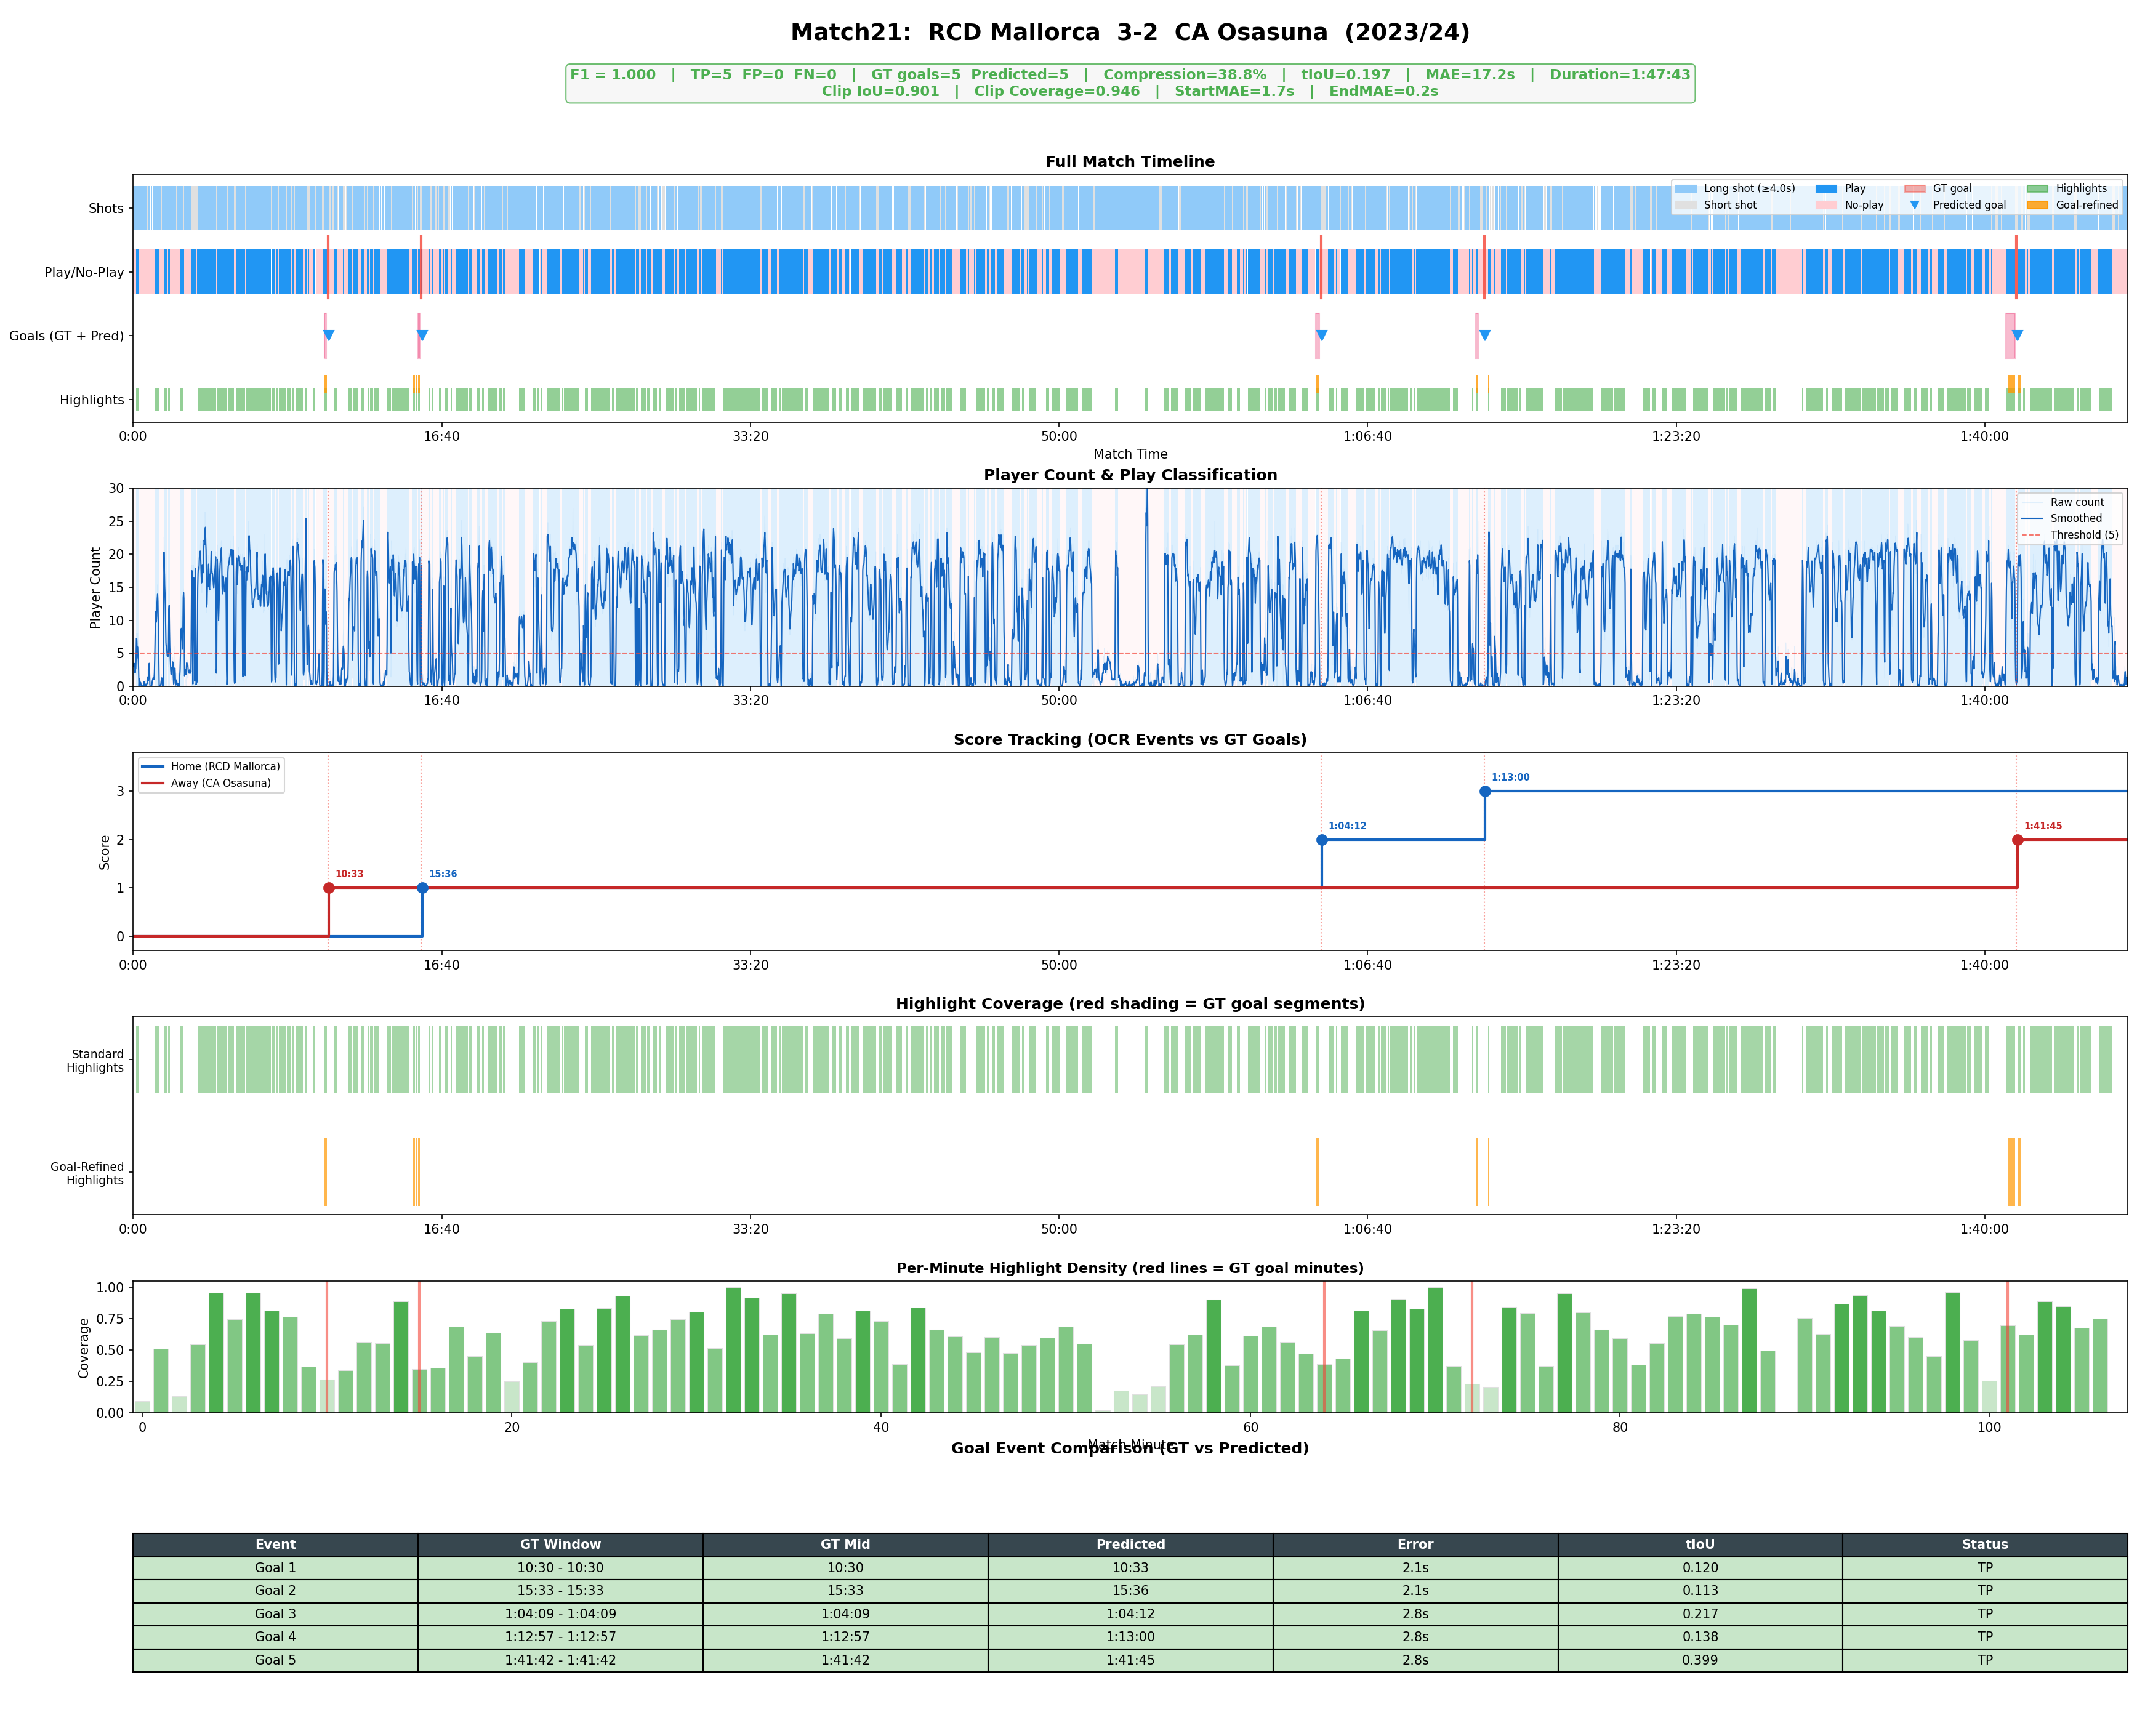 Match21:  RCD Mallorca  3-2  CA Osasuna  (2023/24)
F1 = 1.000   |   TP=5  FP=0  FN=0   |   GT goals=5  Predicted=5   |   Compression=38.8%   |   tIoU=0.197   |   MAE=17.2s   |   Duration=1:47:43
Clip IoU=0.901   |   Clip Coverage=0.946   |   StartMAE=1.7s   |   EndMAE=0.2s
Full Match Timeline
Long shot (≥4.0s) Play GT goal Highlights
Short shot No-play Predicted goal Goal-refined
Shots
Play/No-Play
Goals (GT + Pred)
Highlights
0:00 16:40 33:20 50:00 1:06:40 1:23:20 1:40:00
Match Time
Player Count & Play Classification
Raw count
Smoothed
Threshold (5)
Player Count
30
25
20
15
10
5
0
0:00 16:40 33:20 50:00 1:06:40 1:23:20 1:40:00
Score Tracking (OCR Events vs GT Goals)
Home (RCD Mallorca)
Away (CA Osasuna)
Score
3
2
1
0
1:13:00
1:04:12
1:41:45
10:33
15:36
0:00 16:40 33:20 50:00 1:06:40 1:23:20 1:40:00
Highlight Coverage (red shading = GT goal segments)
Standard
Highlights
Goal-Refined
Highlights
0:00 16:40 33:20 50:00 1:06:40 1:23:20 1:40:00
Per-Minute Highlight Density (red lines = GT goal minutes)
Coverage
1.00
0.75
0.50
0.25
0.00
0 20 40 60 80 100
Match Minute
Goal Event Comparison (GT vs Predicted)
Event GT Window GT Mid Predicted Error tIoU Status
Goal 1 10:30 - 10:30 10:30 10:33 2.1s 0.120 TP
Goal 2 15:33 - 15:33 15:33 15:36 2.1s 0.113 TP
Goal 3 1:04:09 - 1:04:09 1:04:09 1:04:12 2.8s 0.217 TP
Goal 4 1:12:57 - 1:12:57 1:12:57 1:13:00 2.8s 0.138 TP
Goal 5 1:41:42 - 1:41:42 1:41:42 1:41:45 2.8s 0.399 TP